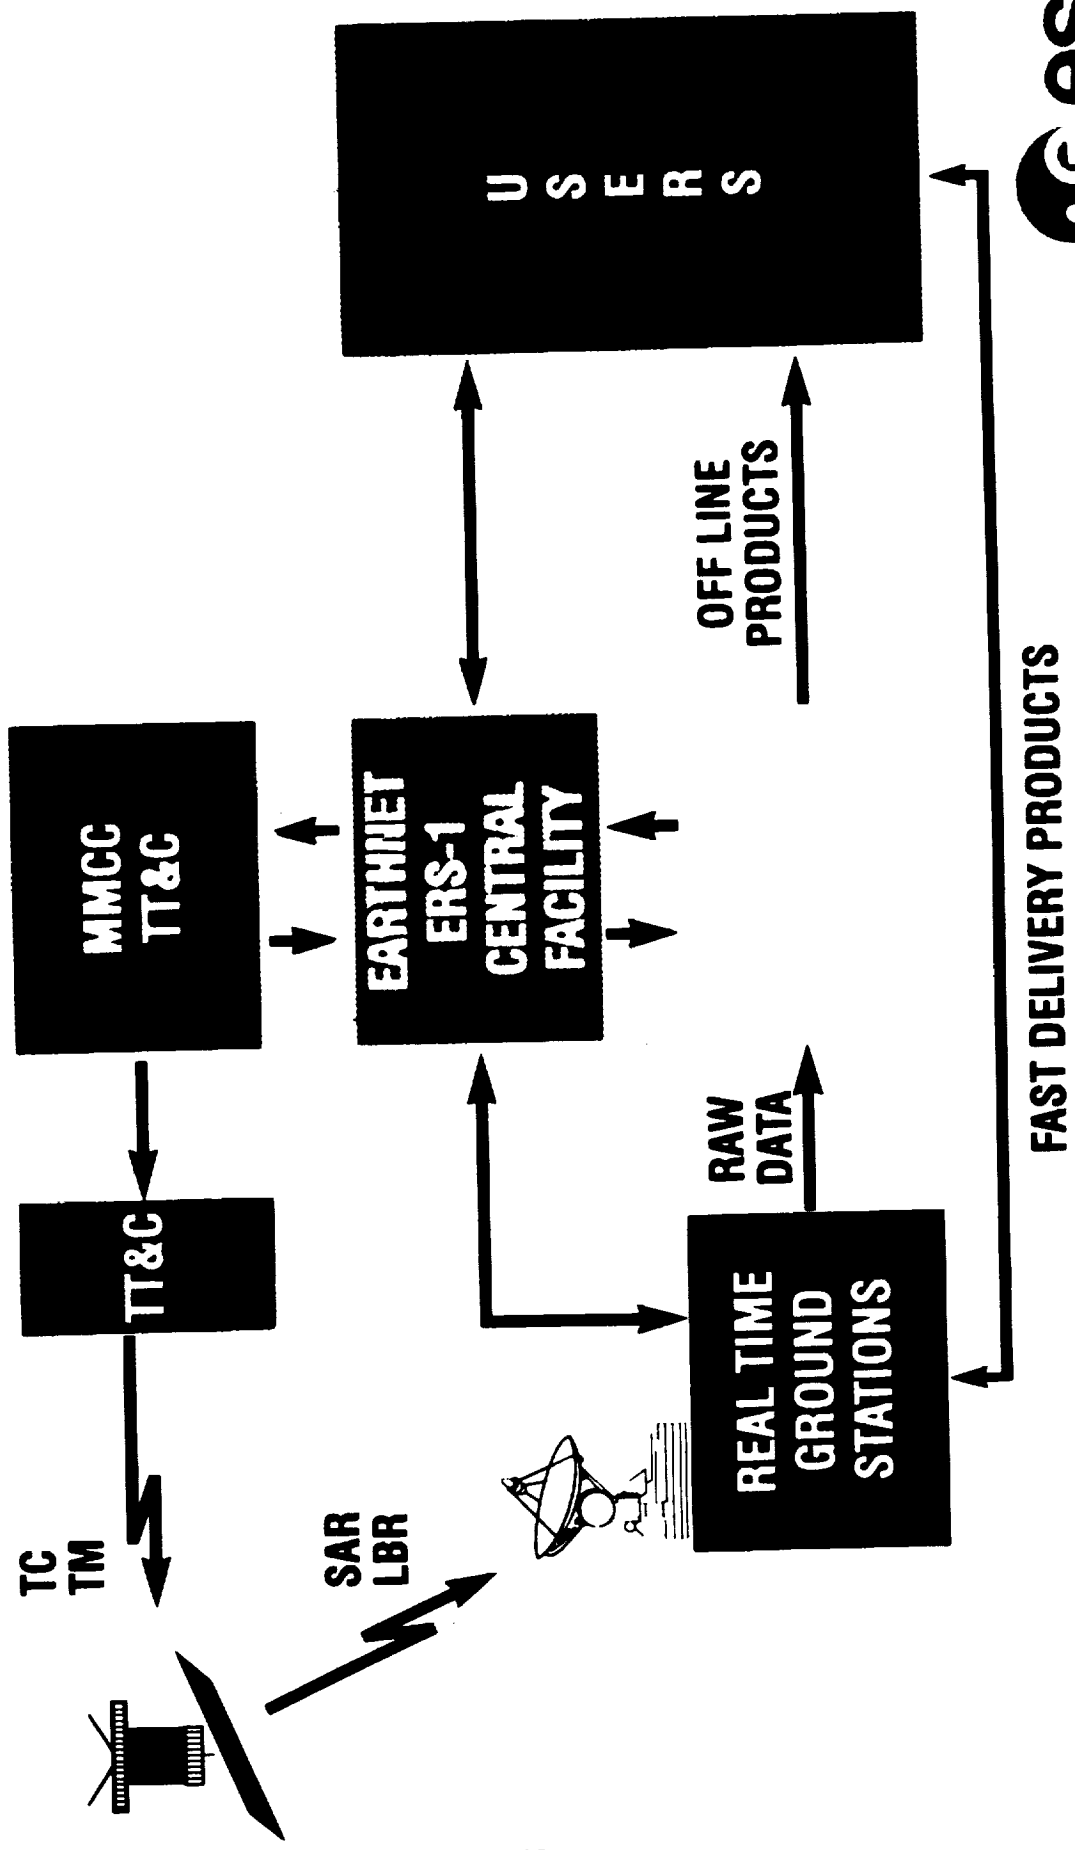 TC
TM
TT&C
MMCC
TT&C
SAR
LBR
EARTHNET
ERS-1
CENTRAL
FACILITY
USERS
REAL TIME
GROUND
STATIONS
RAW
DATA
OFF LINE
PRODUCTS
FAST DELIVERY PRODUCTS